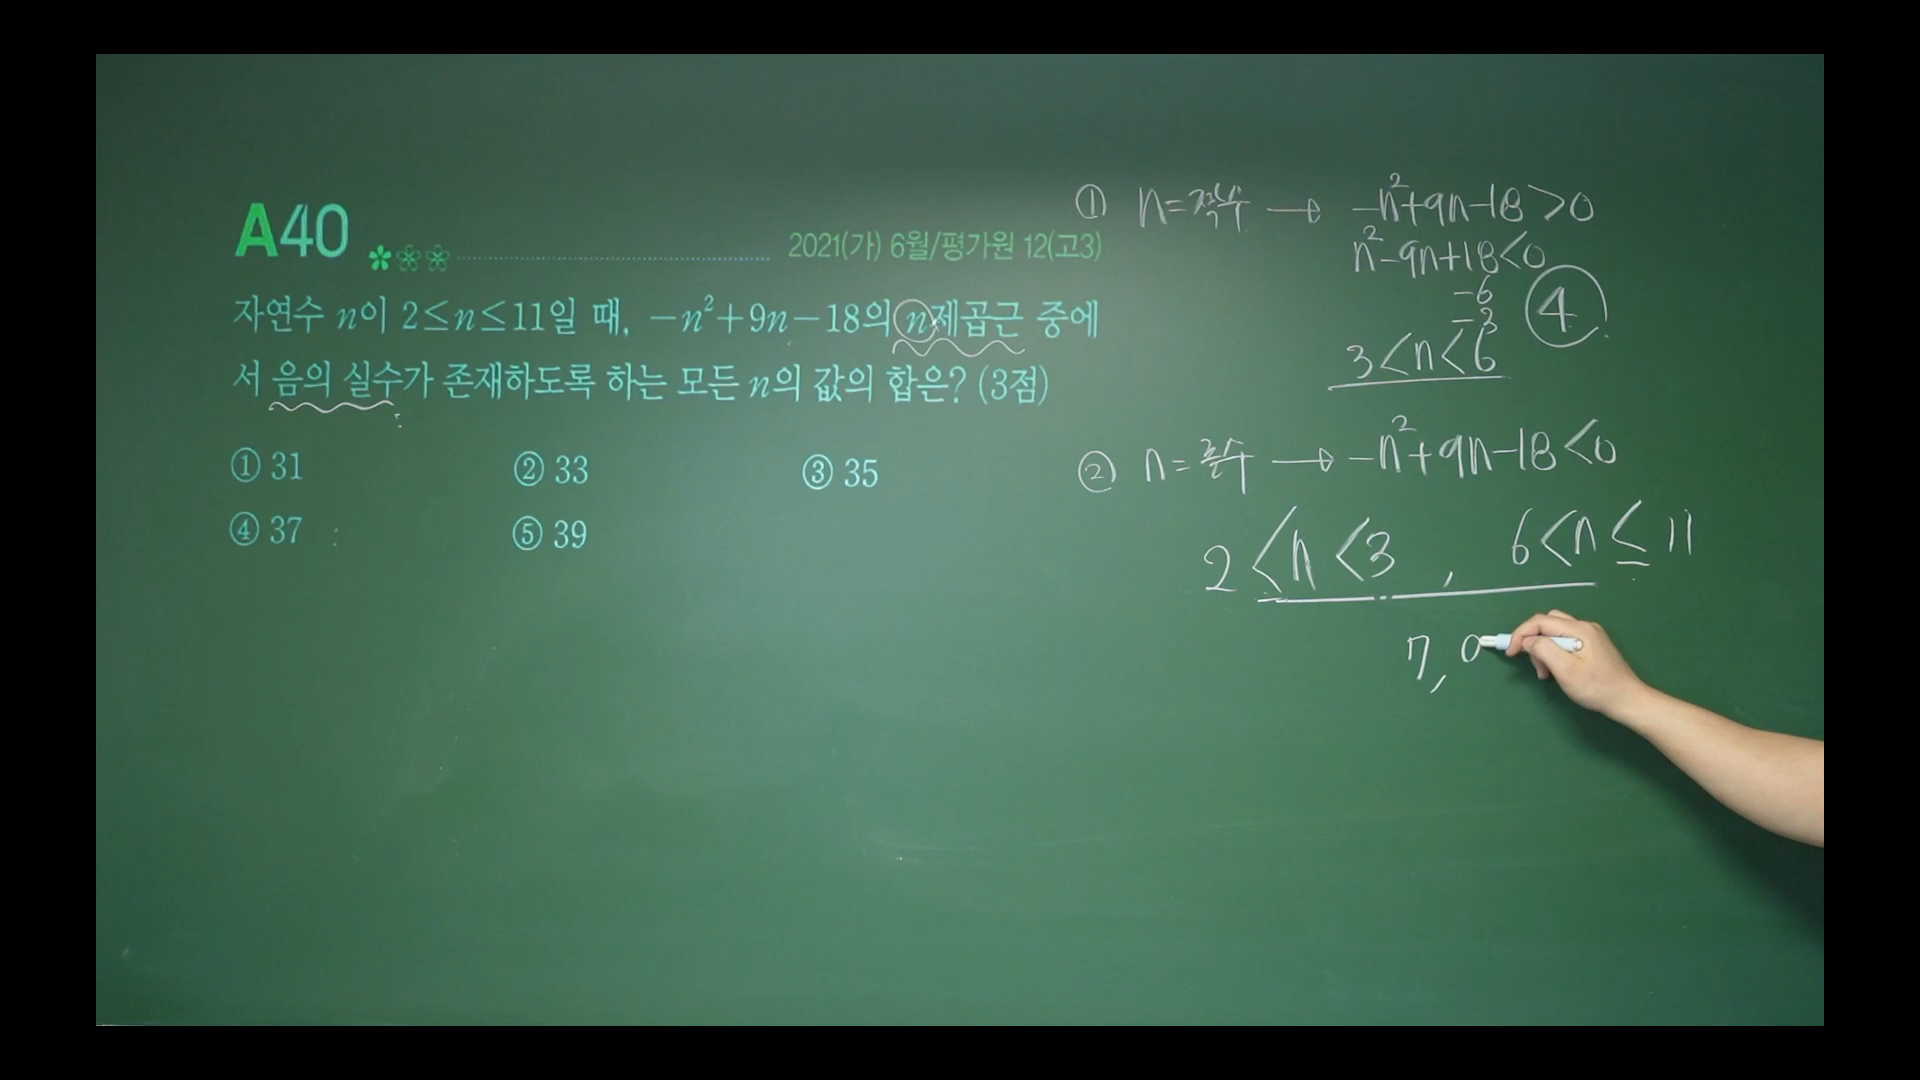 A40
2021(가) 6월/평가원 12(고3)
자연수 n이 2≤n≤11일 때, -n²+9n-18의 n제곱근 중에
서 음의 실수가 존재하도록 하는 모든 n의 값의 합은? (3점)
① 31 ② 33 ③ 35
④ 37 ⑤ 39
① n=짝수 → -n²+9n-18>0
n²-9n+18<0
-6
-3
④
3<n<6
② n=홀수 → -n²+9n-18<0
2≤n<3 , 6<n≤11
7,